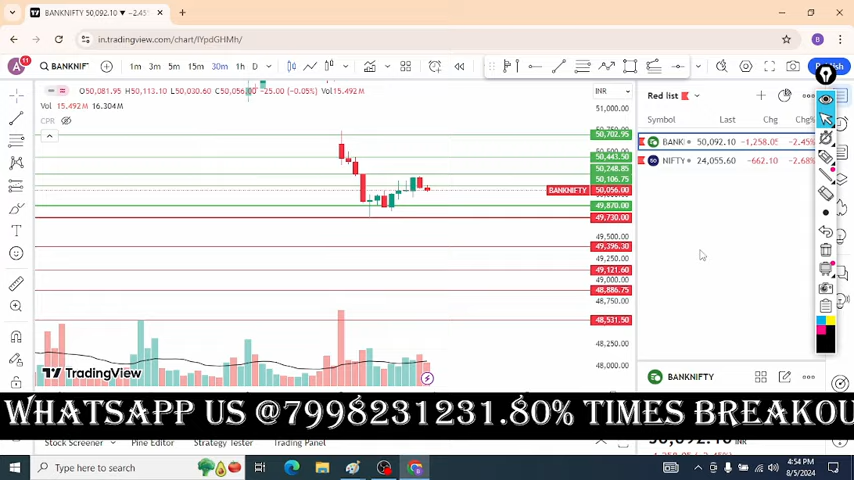 BANKNIFTY 50,092.10 ▼ −2.45%
in.tradingview.com/chart/lYpdGHMh/
B
A 11 BANKNIF 1m 3m 5m 15m 30m 1h D Publish
O50,081.95 H50,113.10 L50,030.60 C50,056.00 −25.00 (−0.05%) Vol15.492M
Vol 15.492M 16.304M
CPR
INR
51,000.00
50,702.95
50,443.50
50,248.85
50,106.75
BANKNIFTY 50,056.00
49,870.00
49,730.00
49,500.00
49,396.30
49,250.00
49,121.60
48,886.75
48,750.00
48,531.50
48,250.00
48,000.00
TradingView
Red list
Symbol Last Chg Chg%
BANK 50,092.10 −1,258.05 −2.45%
NIFTY 24,055.60 −662.10 −2.68%
BANKNIFTY
WHATSAPP US @7998231231.80% TIMES BREAKOU
INR
Stock Screener Pine Editor Strategy Tester Trading Panel
Type here to search
4:54 PM
8/5/2024